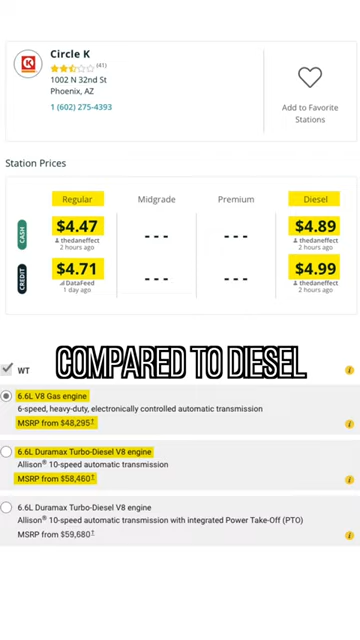 Circle K
(41)
1002 N 32nd St
Phoenix, AZ
1 (602) 275-4393
Add to Favorite
Stations
Station Prices
Regular Midgrade Premium Diesel
CASH
$4.47 - - - - - - $4.89
thedaneffect thedaneffect
2 hours ago 2 hours ago
CREDIT
$4.71 - - - - - - $4.99
DataFeed thedaneffect
1 day ago 2 hours ago
WT
COMPARED TO DIESEL
6.6L V8 Gas engine
6-speed, heavy-duty, electronically controlled automatic transmission
MSRP from $48,295†
6.6L Duramax Turbo-Diesel V8 engine
Allison® 10-speed automatic transmission
MSRP from $58,460†
6.6L Duramax Turbo-Diesel V8 engine
Allison® 10-speed automatic transmission with integrated Power Take-Off (PTO)
MSRP from $59,680†